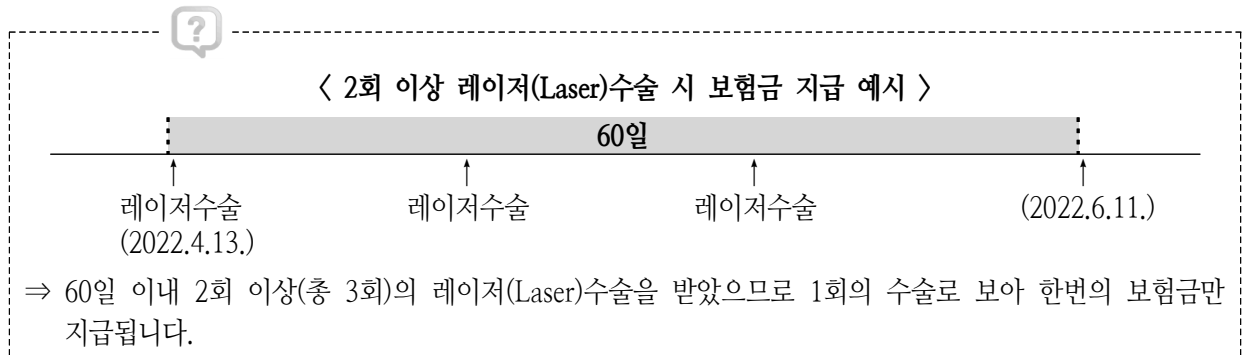 ?
〈 2회 이상 레이저(Laser)수술 시 보험금 지급 예시 〉
60일
레이저수술 레이저수술 레이저수술 (2022.6.11.)
(2022.4.13.)
⇒ 60일 이내 2회 이상(총 3회)의 레이저(Laser)수술을 받았으므로 1회의 수술로 보아 한번의 보험금만
지급됩니다.